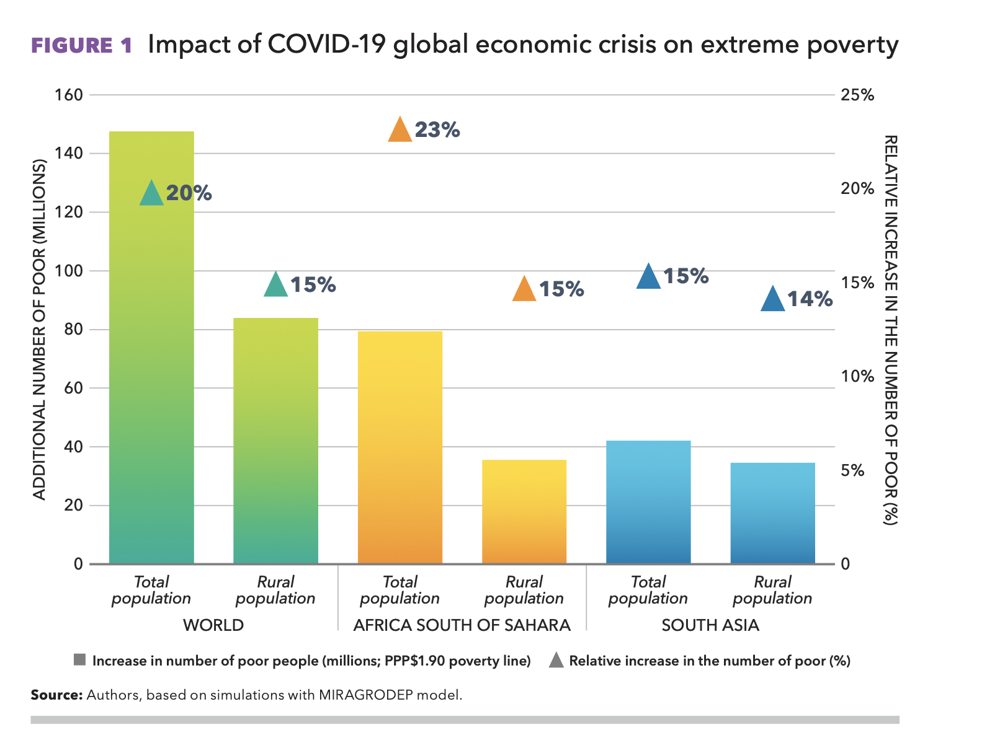 FIGURE 1 Impact of COVID-19 global economic crisis on extreme poverty
ADDITIONAL NUMBER OF POOR (MILLIONS)
160
140
120
100
80
60
40
20
0
20%
15%
23%
15%
15%
14%
25%
20%
15%
10%
5%
0
RELATIVE INCREASE IN THE NUMBER OF POOR (%)
Total
population
Rural
population
Total
population
Rural
population
Total
population
Rural
population
WORLD
AFRICA SOUTH OF SAHARA
SOUTH ASIA
Increase in number of poor people (millions; PPP$1.90 poverty line)
Relative increase in the number of poor (%)
Source: Authors, based on simulations with MIRAGRODEP model.